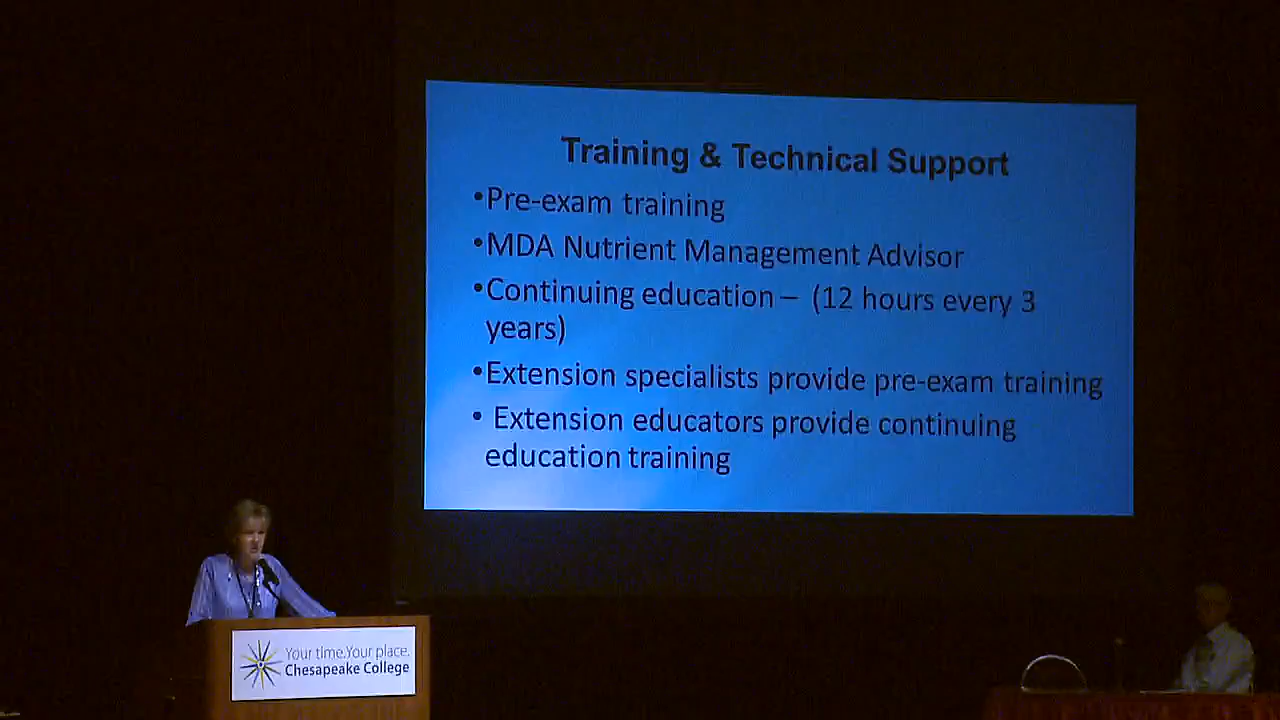 Training & Technical Support
•Pre-exam training
•MDA Nutrient Management Advisor
•Continuing education – (12 hours every 3
years)
•Extension specialists provide pre-exam training
• Extension educators provide continuing
education training
Your time.Your place.
Chesapeake College